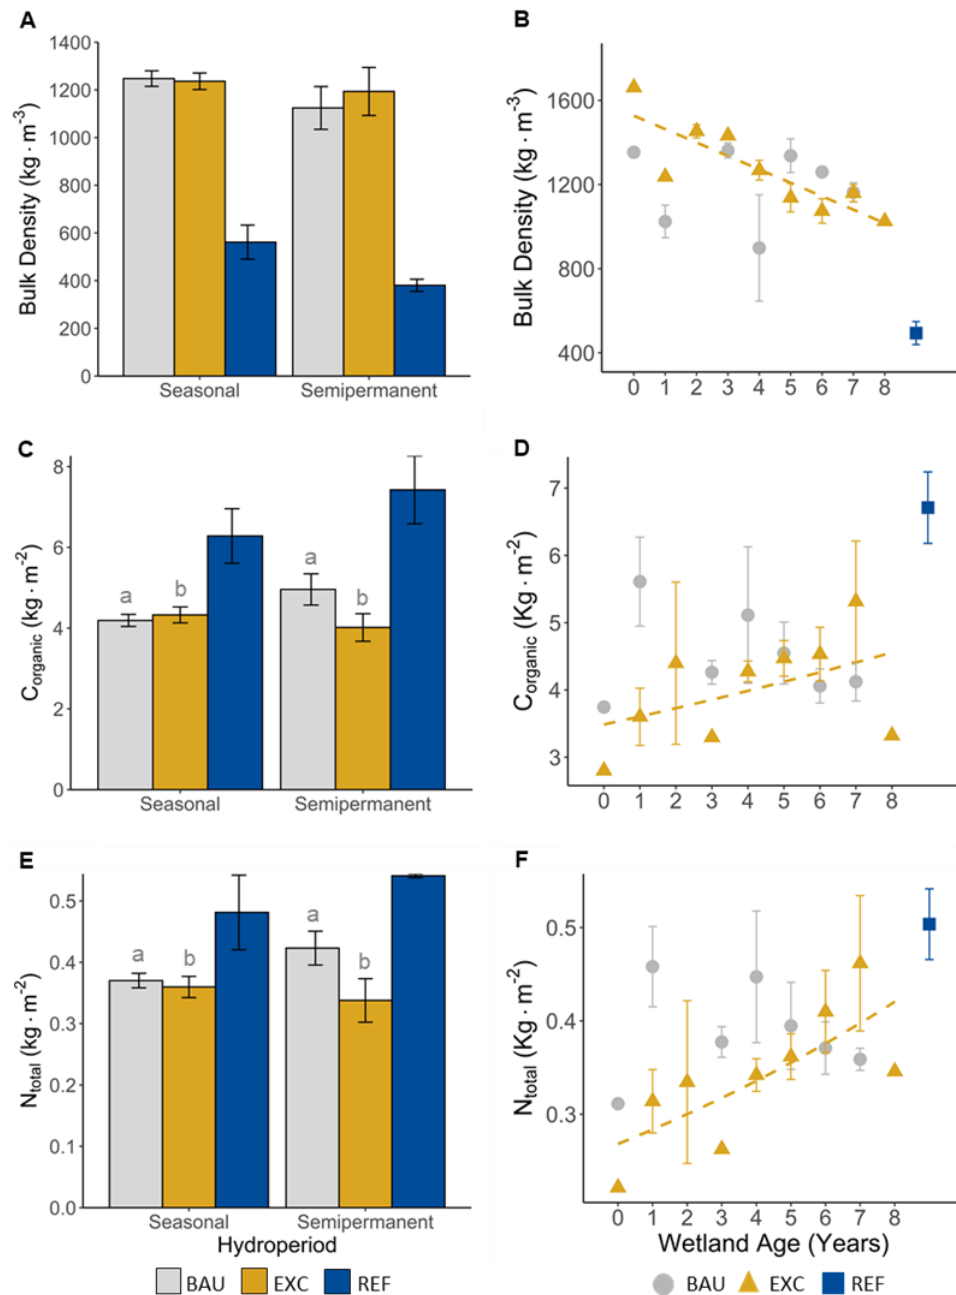 A
Bulk Density (kg · m⁻³)
1400
1200
1000
800
600
400
200
0
Seasonal
Semipermanent
B
Bulk Density (kg · m⁻³)
1600
1200
800
400
0 1 2 3 4 5 6 7 8
C
C_organic (kg · m⁻²)
8
6
4
2
0
a
b
a
b
Seasonal
Semipermanent
D
C_organic (Kg · m⁻²)
7
6
5
4
3
0 1 2 3 4 5 6 7 8
E
N_total (kg · m⁻²)
0.5
0.4
0.3
0.2
0.1
0.0
a
b
a
b
Seasonal
Semipermanent
Hydroperiod
BAU EXC REF
F
N_total (Kg · m⁻²)
0.5
0.4
0.3
0 1 2 3 4 5 6 7 8
Wetland Age (Years)
BAU EXC REF